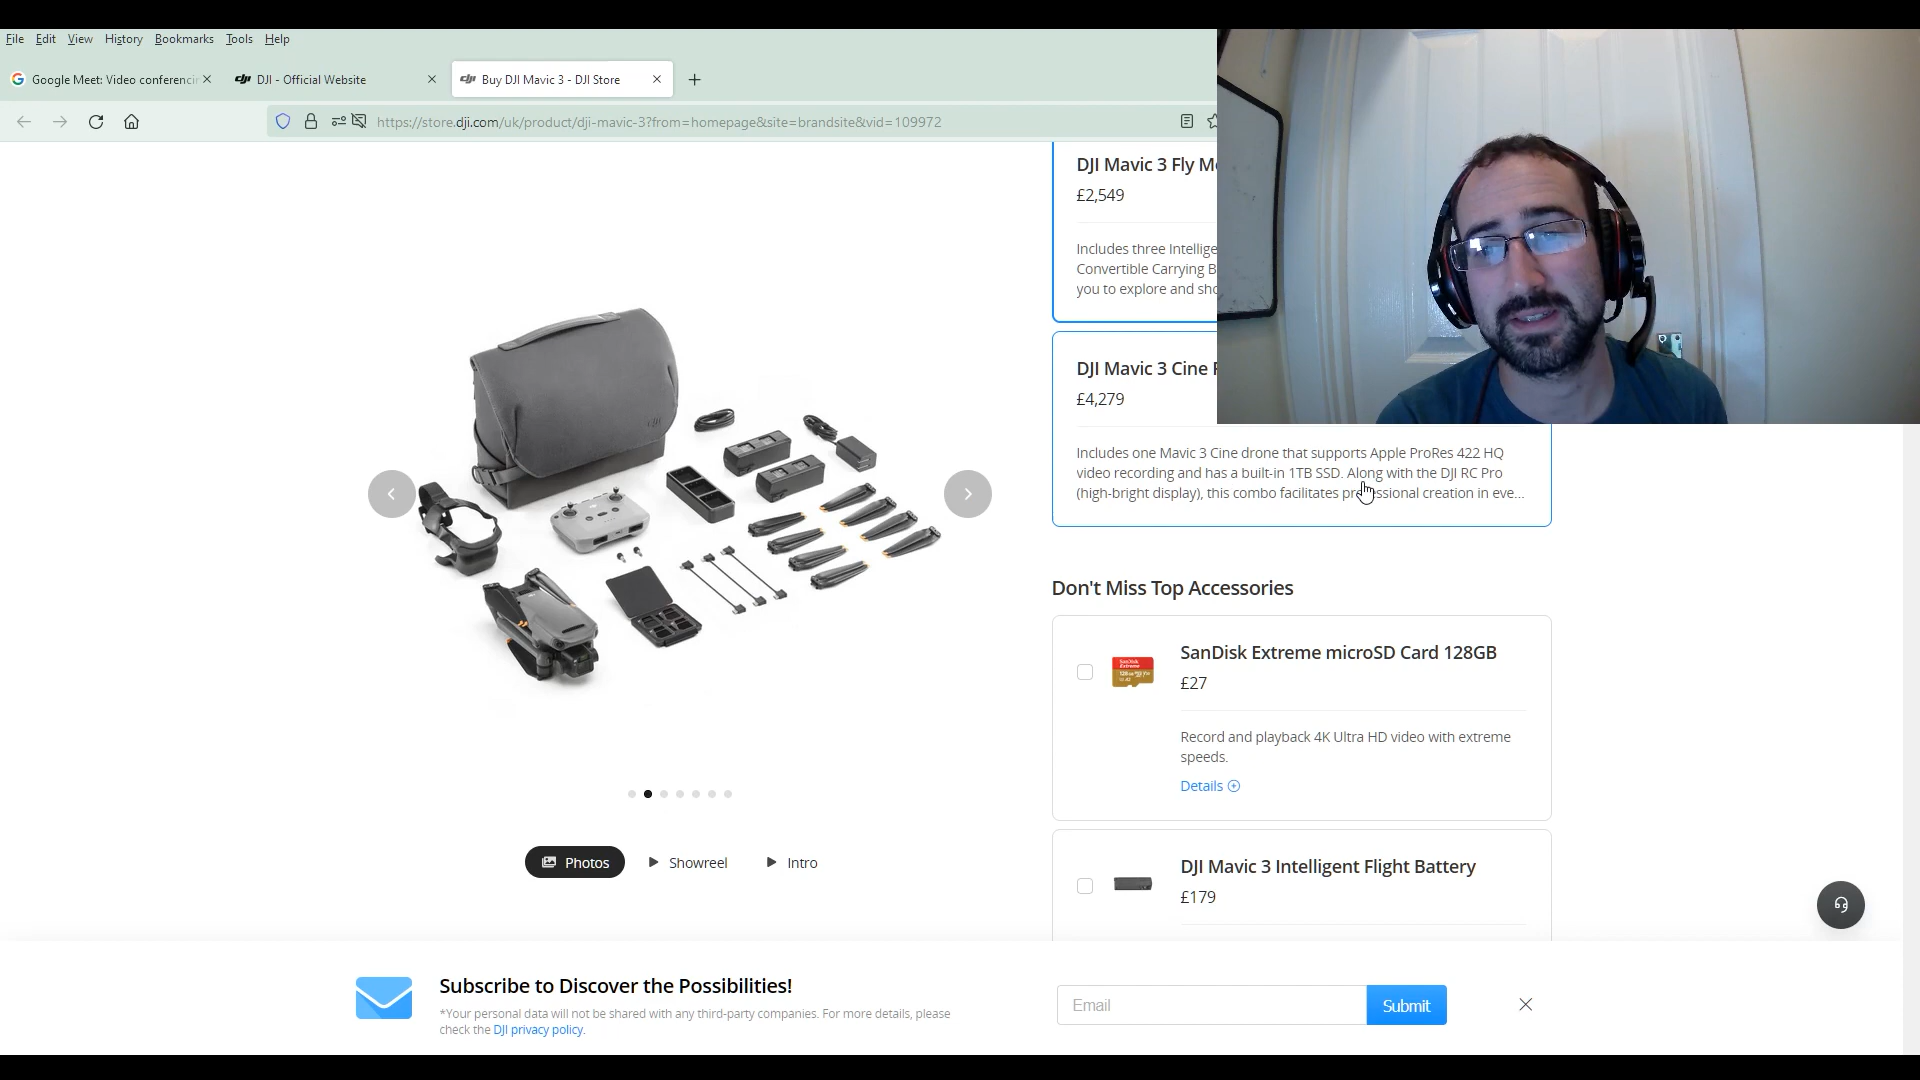 File Edit View History Bookmarks Tools Help
Google Meet: Video conferenci
DJI - Official Website
Buy DJI Mavic 3 - DJI Store
https://store.dji.com/uk/product/dji-mavic-3?from=homepage&site=brandsite&vid=109972
DJI Mavic 3 Fly M
£2,549
Includes three Intellige
Convertible Carrying B
you to explore and sho
DJI Mavic 3 Cine P
£4,279
Includes one Mavic 3 Cine drone that supports Apple ProRes 422 HQ
video recording and has a built-in 1TB SSD. Along with the DJI RC Pro
(high-bright display), this combo facilitates professional creation in eve...
Don't Miss Top Accessories
SanDisk Extreme microSD Card 128GB
£27
Record and playback 4K Ultra HD video with extreme
speeds.
Details
DJI Mavic 3 Intelligent Flight Battery
£179
Photos Showreel Intro
Subscribe to Discover the Possibilities!
*Your personal data will not be shared with any third-party companies. For more details, please
check the DJI privacy policy.
Email
Submit